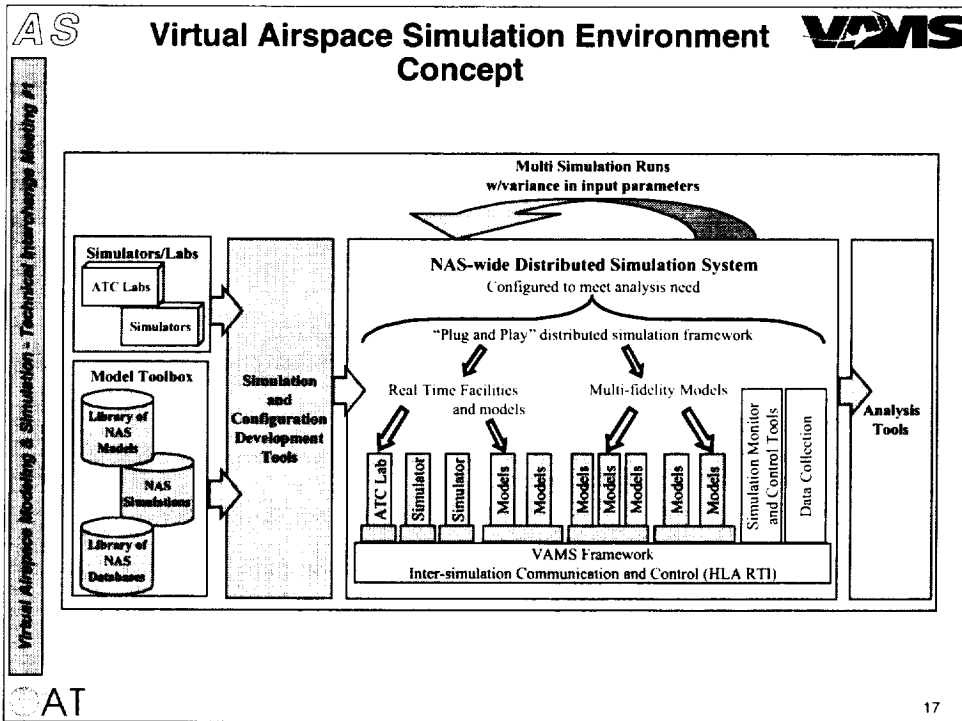 AS
Virtual Airspace Simulation Environment
Concept
VAMS
Virtual Airspace Modeling & Simulation - Technical Interchange Meeting #1
Multi Simulation Runs
w/variance in input parameters
Simulators/Labs
ATC Labs
Simulators
Model Toolbox
Library of
NAS
Models
NAS
Simulations
Library of
NAS
Databases
Simulation
and
Configuration
Development
Tools
NAS-wide Distributed Simulation System
Configured to meet analysis need
"Plug and Play" distributed simulation framework
Real Time Facilities
and models
Multi-fidelity Models
ATC Lab
Simulator
Simulator
Models
Models
Models
Models
Models
Models
Models
Simulation Monitor
and Control Tools
Data Collection
VAMS Framework
Inter-simulation Communication and Control (HLA RTI)
Analysis
Tools
AT
17